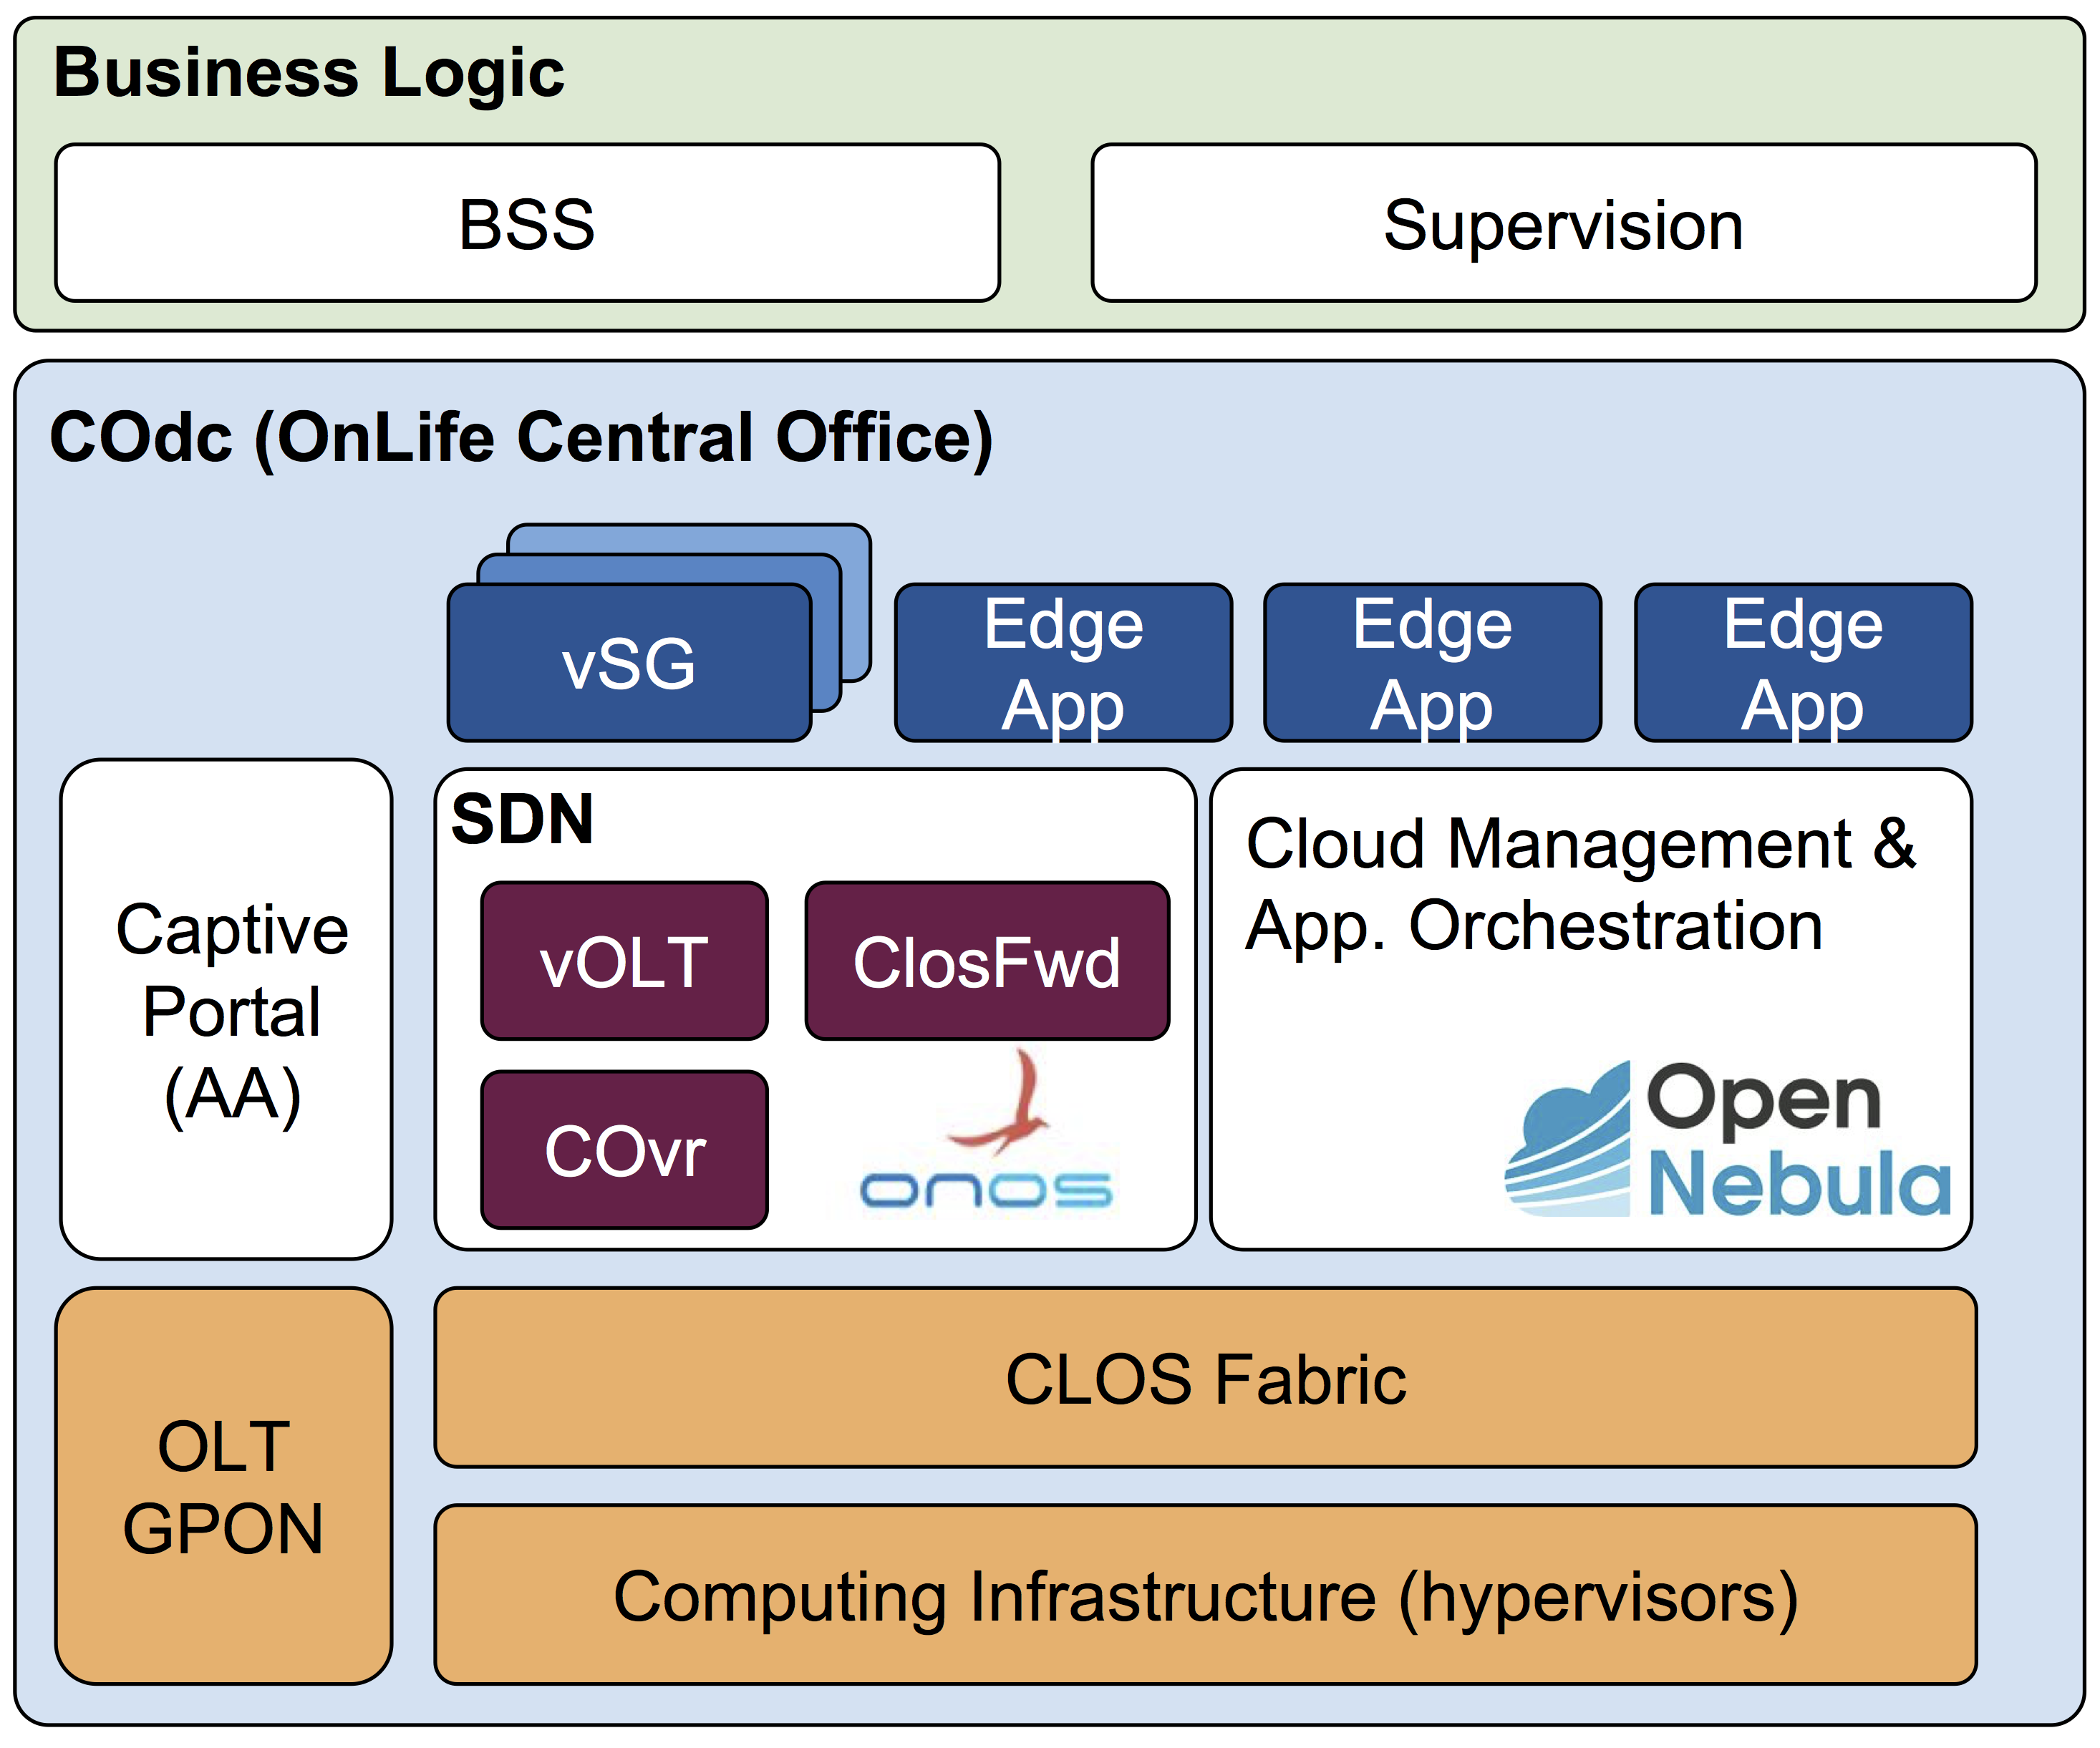 Business Logic
BSS
Supervision
COdc (OnLife Central Office)
vSG
Edge
App
Edge
App
Edge
App
Captive
Portal
(AA)
SDN
vOLT
ClosFwd
COvr
onos
Cloud Management &
App. Orchestration
Open
Nebula
OLT
GPON
CLOS Fabric
Computing Infrastructure (hypervisors)